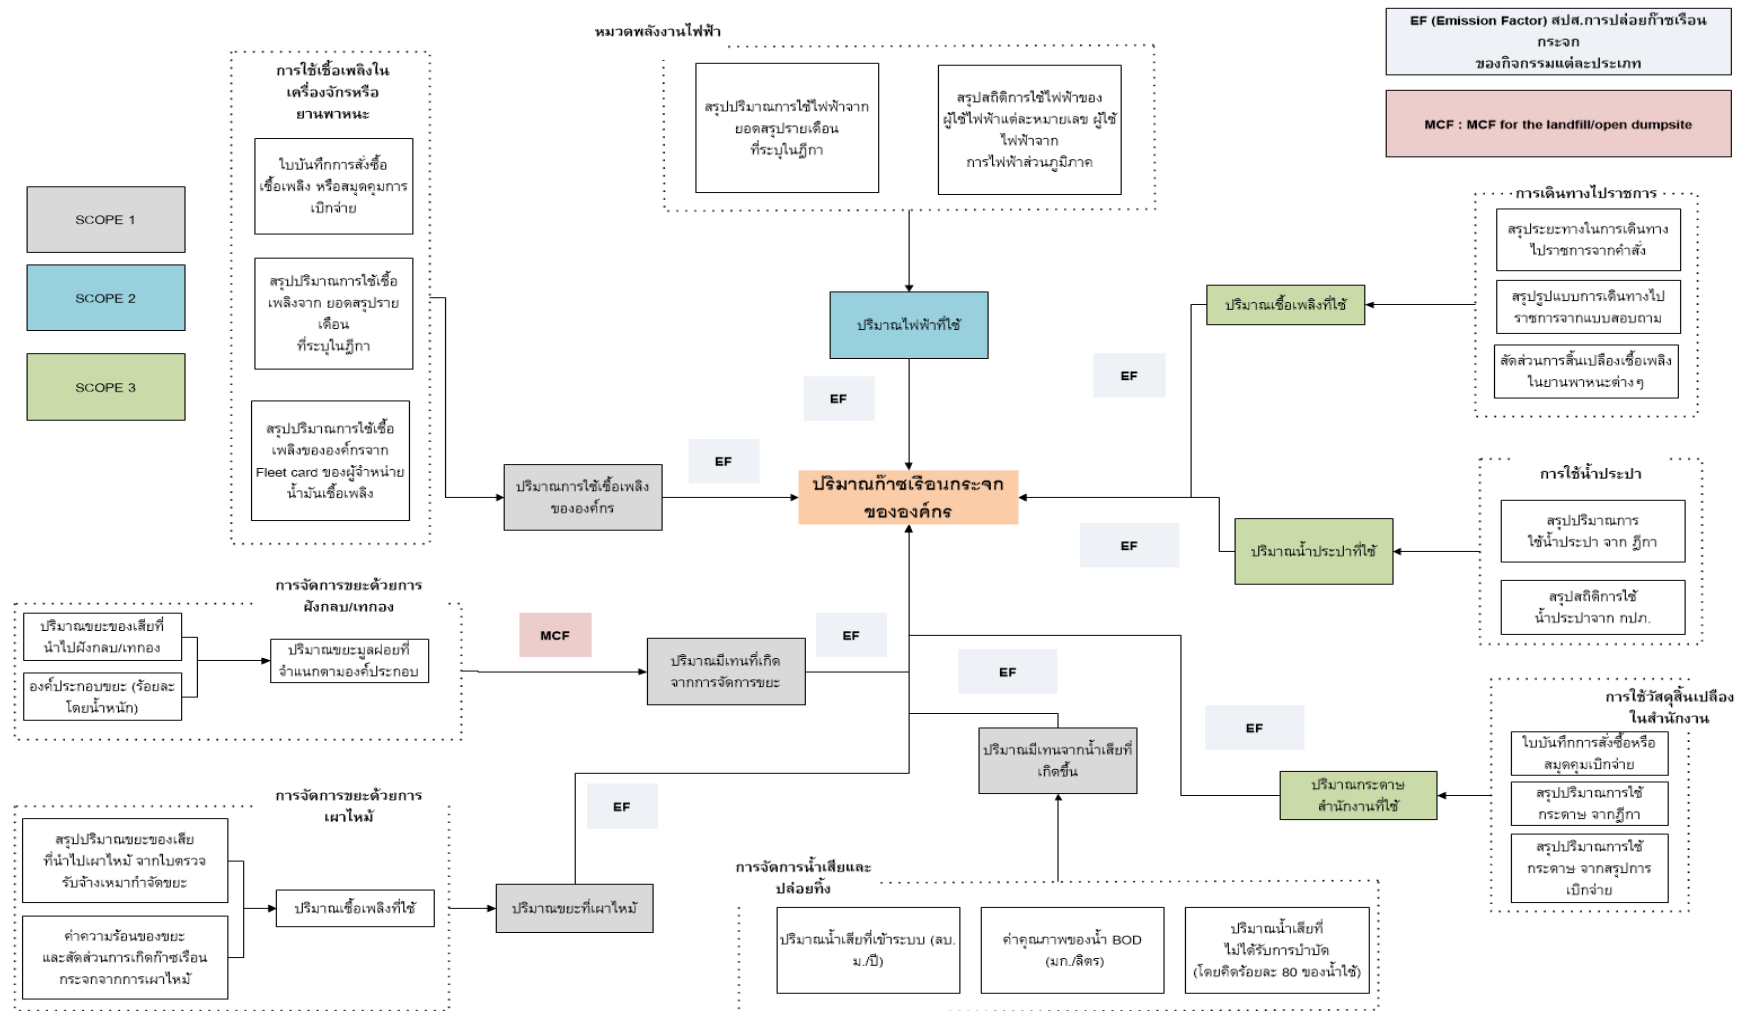 หมวดพลังงานไฟฟ้า
สรุปปริมาณการใช้ไฟฟ้าจาก
ยอดสรุปรายเดือน
ที่ระบุในฎีกา
สรุปสถิติการใช้ไฟฟ้าของ
ผู้ใช้ไฟฟ้าแต่ละหมายเลข ผู้ใช้
ไฟฟ้าจาก
การไฟฟ้าส่วนภูมิภาค
EF (Emission Factor) สปส.การปล่อยก๊าซเรือน
กระจก
ของกิจกรรมแต่ละประเภท
MCF : MCF for the landfill/open dumpsite
SCOPE 1
SCOPE 2
SCOPE 3
การใช้เชื้อเพลิงใน
เครื่องจักรหรือ
ยานพาหนะ
ใบบันทึกการสั่งซื้อ
เชื้อเพลิง หรือสมุดคุมการ
เบิกจ่าย
สรุปปริมาณการใช้เชื้อ
เพลิงจาก ยอดสรุปราย
เดือน
ที่ระบุในฎีกา
สรุปปริมาณการใช้เชื้อ
เพลิงขององค์กรจาก
Fleet card ของผู้จำหน่าย
น้ำมันเชื้อเพลิง
ปริมาณการใช้เชื้อเพลิง
ขององค์กร
EF
ปริมาณไฟฟ้าที่ใช้
EF
ปริมาณก๊าซเรือนกระจก
ขององค์กร
การเดินทางไปราชการ
สรุประยะทางในการเดินทาง
ไปราชการจากคำสั่ง
สรุปรูปแบบการเดินทางไป
ราชการจากแบบสอบถาม
สัดส่วนการสิ้นเปลืองเชื้อเพลิง
ในยานพาหนะต่างๆ
ปริมาณเชื้อเพลิงที่ใช้
EF
การใช้น้ำประปา
สรุปปริมาณการ
ใช้น้ำประปา จาก ฎีกา
สรุปสถิติการใช้
น้ำประปาจาก กปภ.
ปริมาณน้ำประปาที่ใช้
EF
การจัดการขยะด้วยการ
ฝังกลบ/เทกอง
ปริมาณขยะของเสียที่
นำไปฝังกลบ/เทกอง
องค์ประกอบขยะ (ร้อยละ
โดยน้ำหนัก)
ปริมาณขยะมูลฝอยที่
จำแนกตามองค์ประกอบ
MCF
ปริมาณมีเทนที่เกิด
จากการจัดการขยะ
EF
EF
ปริมาณมีเทนจากน้ำเสียที่
เกิดขึ้น
การใช้วัสดุสิ้นเปลือง
ในสำนักงาน
ใบบันทึกการสั่งซื้อหรือ
สมุดคุมเบิกจ่าย
สรุปปริมาณการใช้
กระดาษ จากฎีกา
สรุปปริมาณการใช้
กระดาษ จากสรุปการ
เบิกจ่าย
ปริมาณกระดาษ
สำนักงานที่ใช้
EF
การจัดการขยะด้วยการ
เผาไหม้
สรุปปริมาณขยะของเสีย
ที่นำไปเผาไหม้ จากใบตรวจ
รับจ้างเหมากำจัดขยะ
ค่าความร้อนของขยะ
และสัดส่วนการเกิดก๊าซเรือน
กระจกจากการเผาไหม้
ปริมาณเชื้อเพลิงที่ใช้
ปริมาณขยะที่เผาไหม้
EF
การจัดการน้ำเสียและ
ปล่อยทิ้ง
ปริมาณน้ำเสียที่เข้าระบบ (ลบ.
ม./ปี)
ค่าคุณภาพของน้ำ BOD
(มก./ลิตร)
ปริมาณน้ำเสียที่
ไม่ได้รับการบำบัด
(โดยคิดร้อยละ 80 ของน้ำใช้)